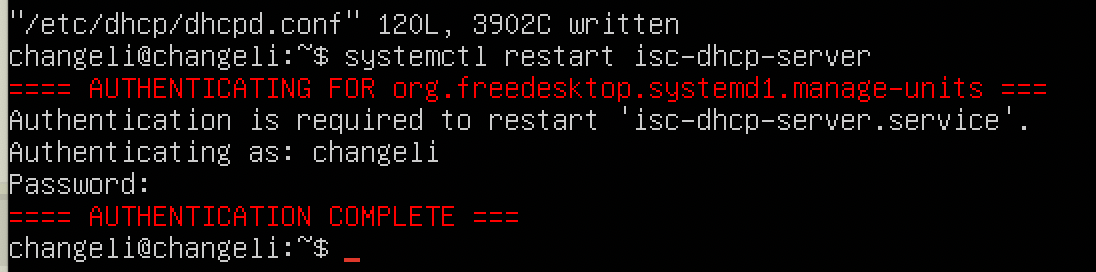 "/etc/dhcp/dhcpd.conf" 120L, 3902C written
changeli@changeli:~$ systemctl restart isc-dhcp-server
==== AUTHENTICATING FOR org.freedesktop.systemd1.manage-units ===
Authentication is required to restart 'isc-dhcp-server.service'.
Authenticating as: changeli
Password:
==== AUTHENTICATION COMPLETE ===
changeli@changeli:~$ _